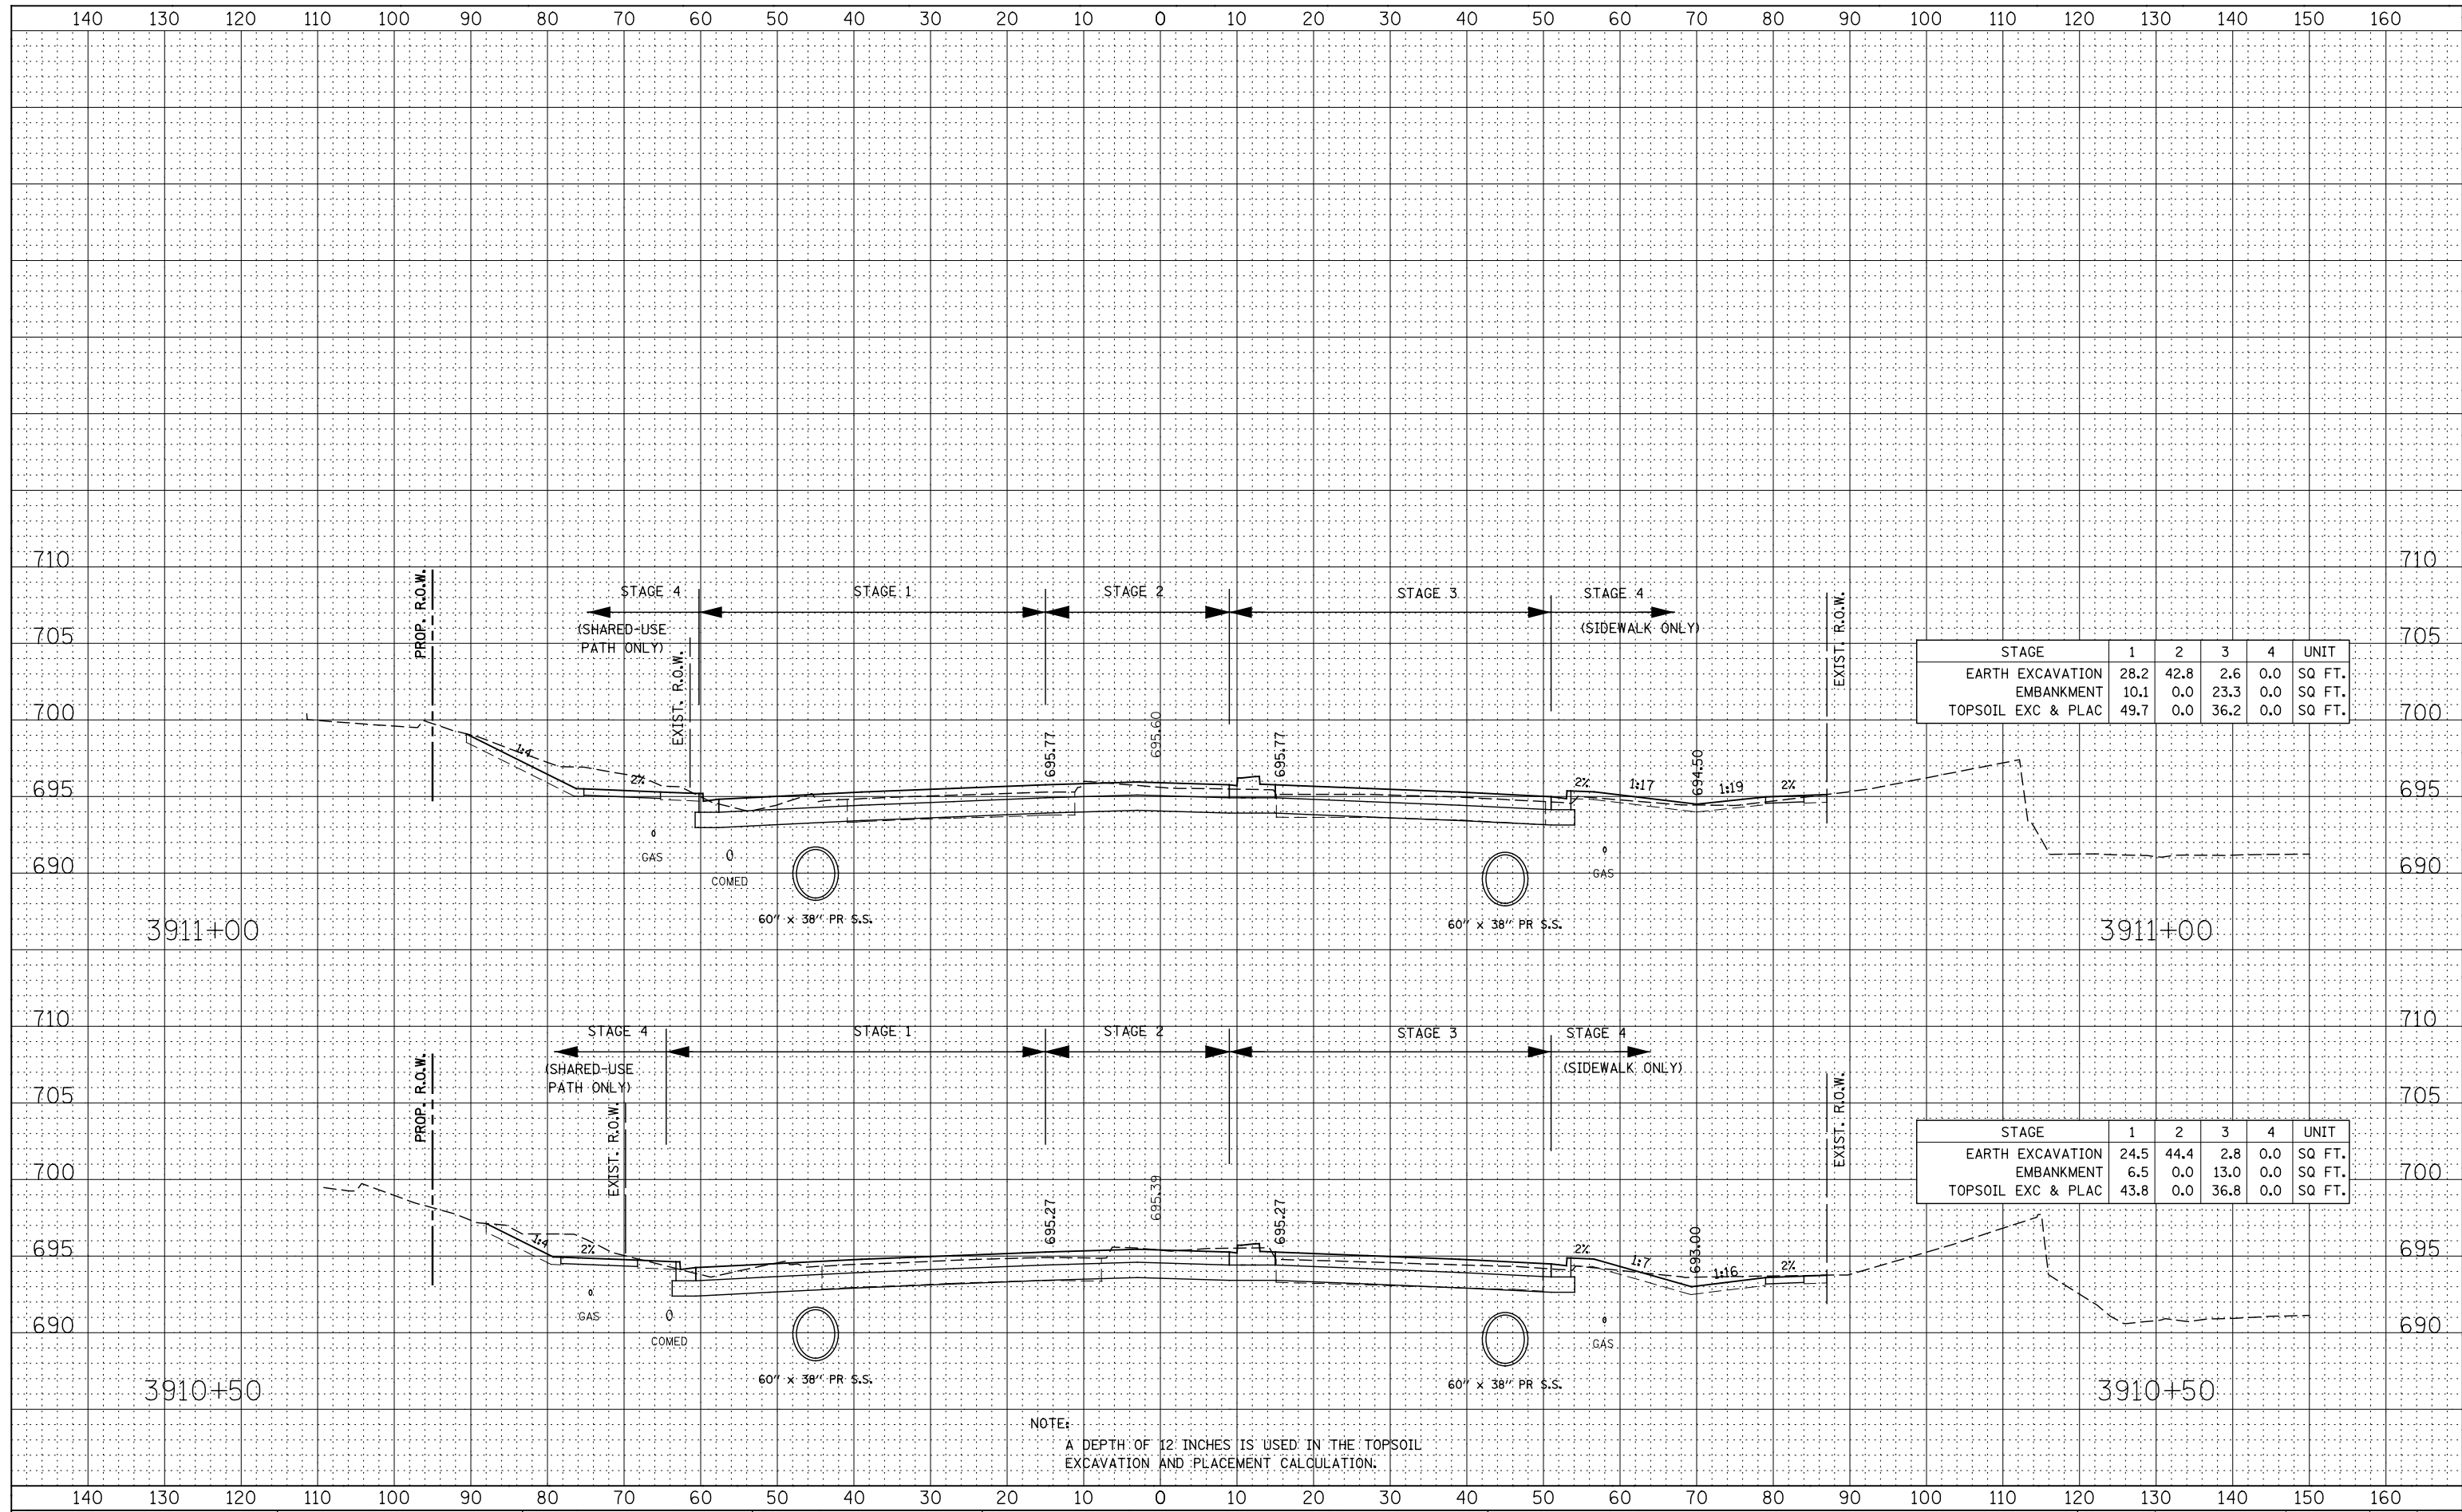 140 130 120 110 100 90 80 70 60 50 40 30 20 10 0 10 20 30 40 50 60 70 80 90 100 110 120 130 140 150 160
710 710
STAGE 4 STAGE 1 STAGE 2 STAGE 3 STAGE 4
(SHARED-USE
PATH ONLY)
(SIDEWALK ONLY)
PROP. R.O.W.
EXIST. R.O.W.
EXIST. R.O.W.
705 705
STAGE 1 2 3 4 UNIT
EARTH EXCAVATION 28.2 42.8 2.6 0.0 SQ FT.
EMBANKMENT 10.1 0.0 23.3 0.0 SQ FT.
TOPSOIL EXC & PLAC 49.7 0.0 36.2 0.0 SQ FT.
700 700
695.77 695.60 695.77 694.50
1:4 2% 2% 1:17 1:19 2%
695 695
GAS COMED GAS
690 690
60" x 38" PR S.S. 60" x 38" PR S.S.
3911+00 3911+00
710 710
STAGE 4 STAGE 1 STAGE 2 STAGE 3 STAGE 4
(SHARED-USE
PATH ONLY)
(SIDEWALK ONLY)
PROP. R.O.W.
EXIST. R.O.W.
EXIST. R.O.W.
705 705
STAGE 1 2 3 4 UNIT
EARTH EXCAVATION 24.5 44.4 2.8 0.0 SQ FT.
EMBANKMENT 6.5 0.0 13.0 0.0 SQ FT.
TOPSOIL EXC & PLAC 43.8 0.0 36.8 0.0 SQ FT.
700 700
695.27 695.39 695.27 693.00
1:4 2% 2% 1:7 1:16 2%
695 695
GAS COMED GAS
690 690
60" x 38" PR S.S. 60" x 38" PR S.S.
3910+50 3910+50
NOTE:
A DEPTH OF 12 INCHES IS USED IN THE TOPSOIL
EXCAVATION AND PLACEMENT CALCULATION.
140 130 120 110 100 90 80 70 60 50 40 30 20 10 0 10 20 30 40 50 60 70 80 90 100 110 120 130 140 150 160